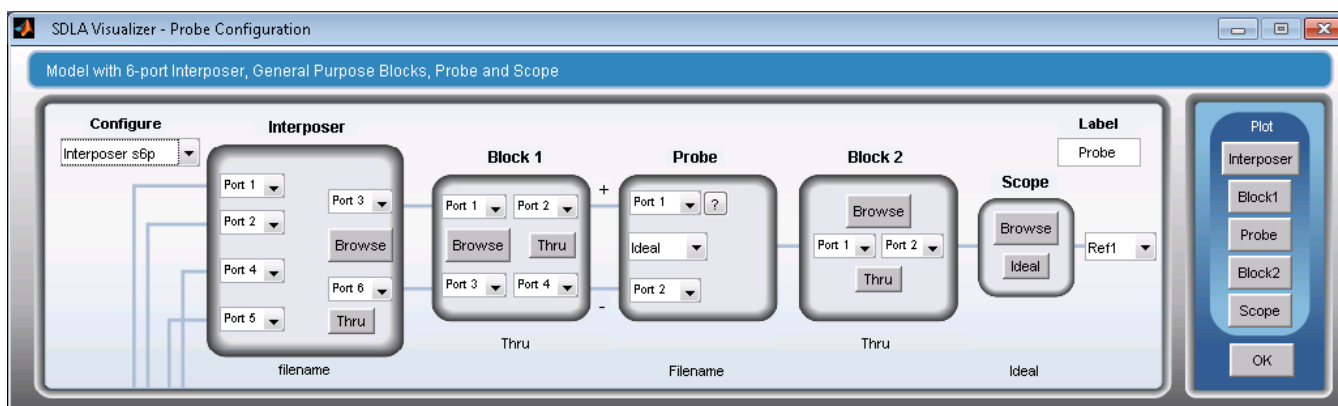 SDLA Visualizer - Probe Configuration
Model with 6-port Interposer, General Purpose Blocks, Probe and Scope
Configure
Interposer s6p
Interposer
Port 1
Port 2
Port 4
Port 5
Port 3
Browse
Port 6
Thru
filename
Block 1
Port 1 Port 2
Browse Thru
Port 3 Port 4
Thru
+
-
Probe
Port 1 ?
Ideal
Port 2
Filename
Block 2
Browse
Port 1 Port 2
Thru
Thru
Label
Probe
Scope
Browse
Ideal
Ref1
Ideal
Plot
Interposer
Block1
Probe
Block2
Scope
OK